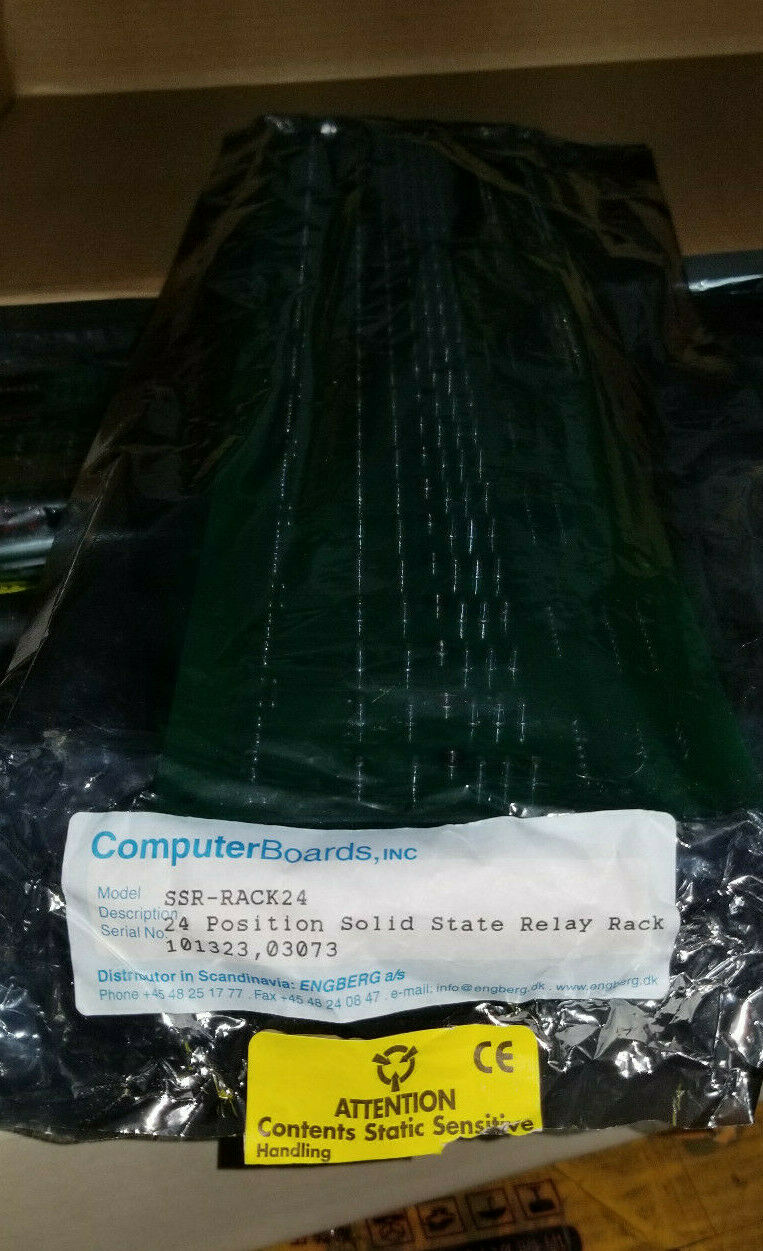 ComputerBoards, INC
Model SSR-RACK24
Description 24 Position Solid State Relay Rack
Serial No. 101323,03073
Distributor in Scandinavia: ENGBERG a/s
Phone +45 48 25 17 77 . Fax +45 48 24 08 47 . e-mail: info@engberg.dk . www.engberg.dk
CE
ATTENTION
Contents Static Sensitive
Handling